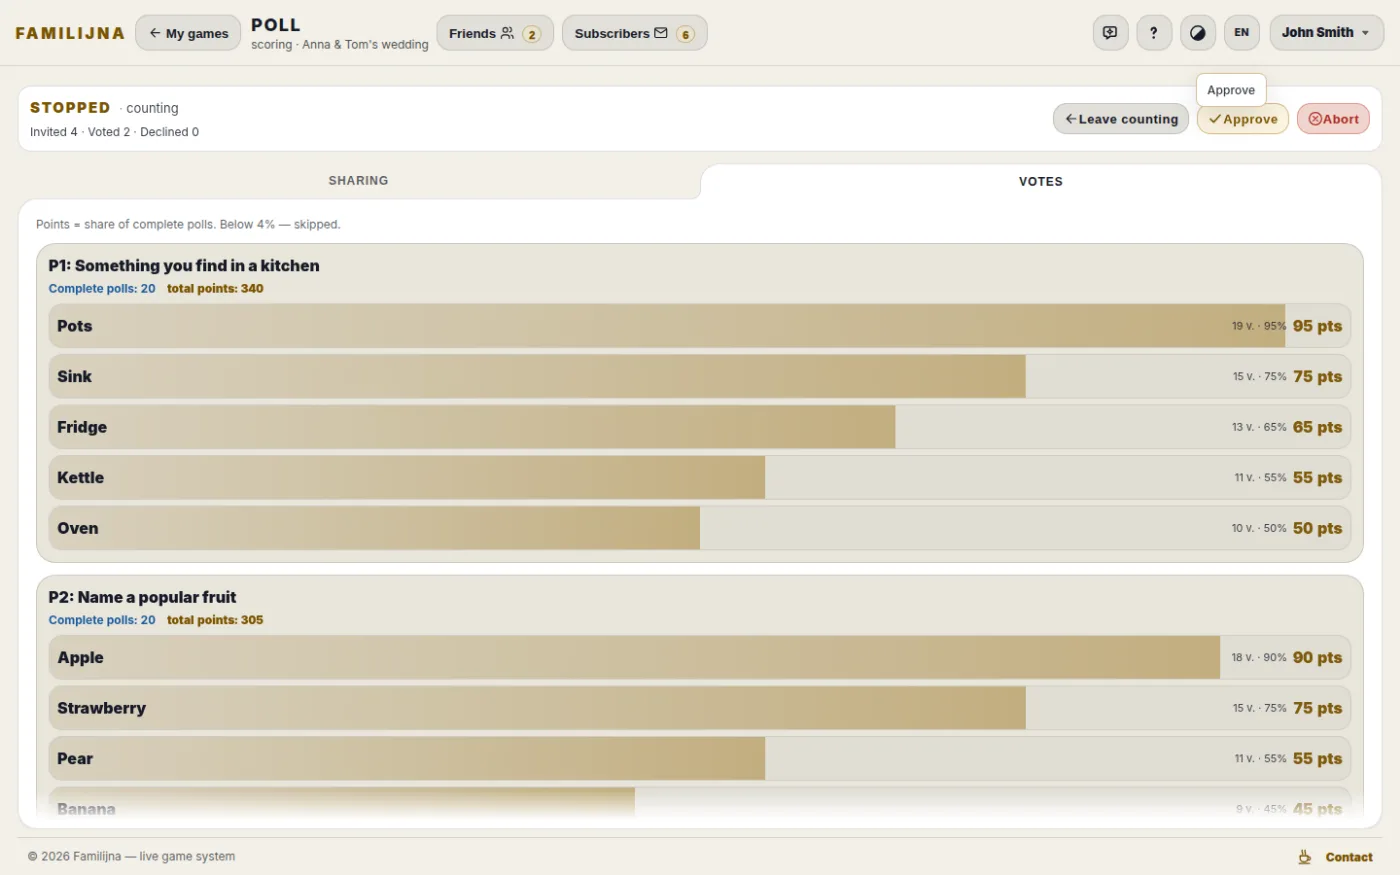 FAMILIJNA
My games
POLL
scoring · Anna & Tom's wedding
Friends 2
Subscribers 6
?
EN
John Smith
STOPPED · counting
Invited 4 · Voted 2 · Declined 0
Approve
Leave counting
Approve
Abort
SHARING
VOTES
Points = share of complete polls. Below 4% — skipped.
P1: Something you find in a kitchen
Complete polls: 20 total points: 340
Pots 19 v. · 95% 95 pts
Sink 15 v. · 75% 75 pts
Fridge 13 v. · 65% 65 pts
Kettle 11 v. · 55% 55 pts
Oven 10 v. · 50% 50 pts
P2: Name a popular fruit
Complete polls: 20 total points: 305
Apple 18 v. · 90% 90 pts
Strawberry 15 v. · 75% 75 pts
Pear 11 v. · 55% 55 pts
Banana 9 v. · 45% 45 pts
© 2026 Familijna — live game system
Contact